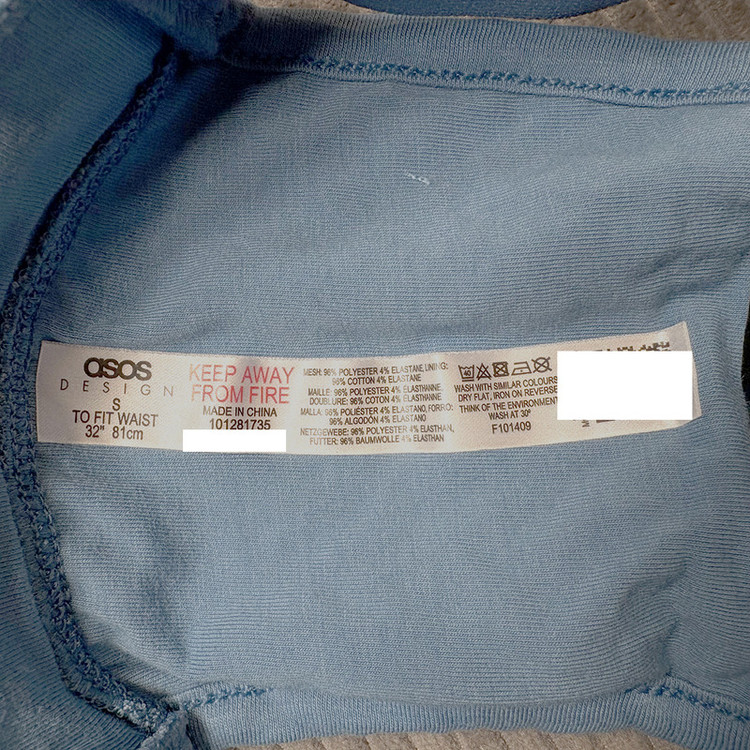 asos
DESIGN
S
TO FIT WAIST
32" 81cm
KEEP AWAY
FROM FIRE
MADE IN CHINA
101281735
MESH: 96% POLYESTER 4% ELASTANE, LINING:
96% COTTON 4% ELASTANE
MAILLE: 96% POLYESTER 4% ELASTHANNE,
DOUBLURE: 96% COTON 4% ELASTHANNE
MALLA: 96% POLIÉSTER 4% ELASTANO, FORRO:
96% ALGODÓN 4% ELASTANO
NETZGEWEBE: 96% POLYESTER 4% ELASTHAN,
FUTTER: 96% BAUMWOLLE 4% ELASTHAN
WASH WITH SIMILAR COLOURS
DRY FLAT, IRON ON REVERSE
THINK OF THE ENVIRONMENT
WASH AT 30°
F101409